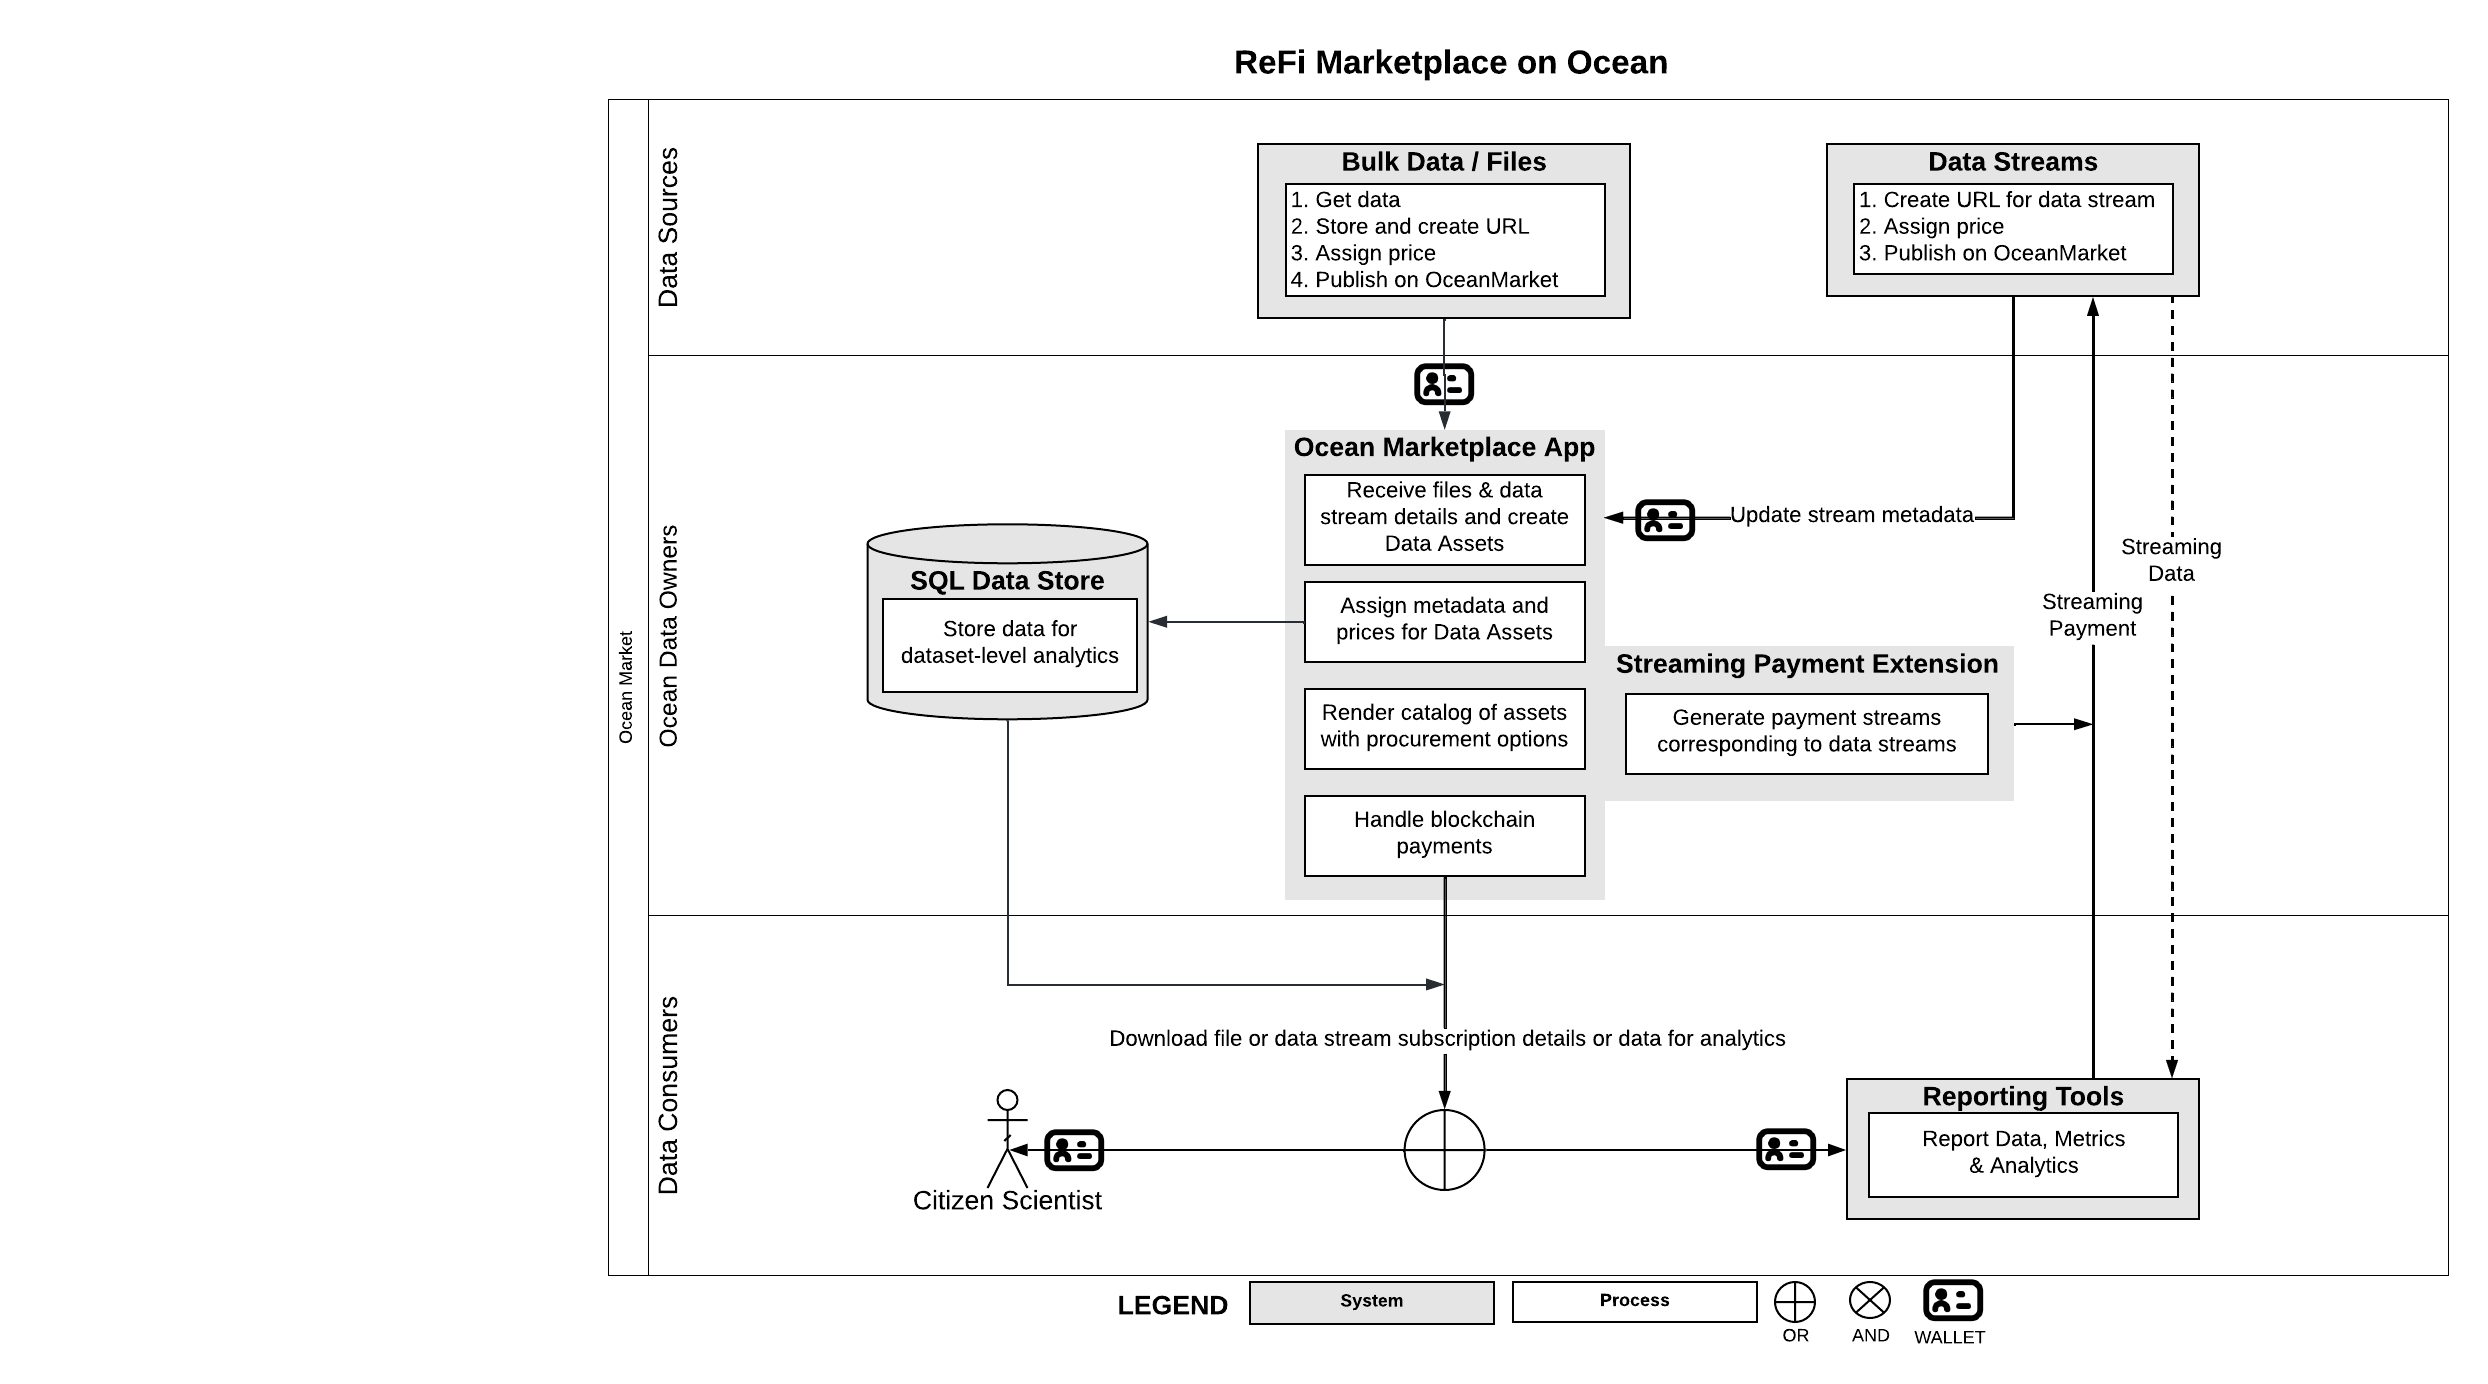 ReFi Marketplace on Ocean
Ocean Market
Data Sources
Bulk Data / Files
1. Get data
2. Store and create URL
3. Assign price
4. Publish on OceanMarket
Data Streams
1. Create URL for data stream
2. Assign price
3. Publish on OceanMarket
Ocean Data Owners
Ocean Marketplace App
Receive files & data
stream details and create
Data Assets
Update stream metadata
Streaming
Data
SQL Data Store
Store data for
dataset-level analytics
Assign metadata and
prices for Data Assets
Streaming
Payment
Streaming Payment Extension
Render catalog of assets
with procurement options
Generate payment streams
corresponding to data streams
Handle blockchain
payments
Data Consumers
Download file or data stream subscription details or data for analytics
Citizen Scientist
Reporting Tools
Report Data, Metrics
& Analytics
LEGEND
System
Process
OR
AND
WALLET